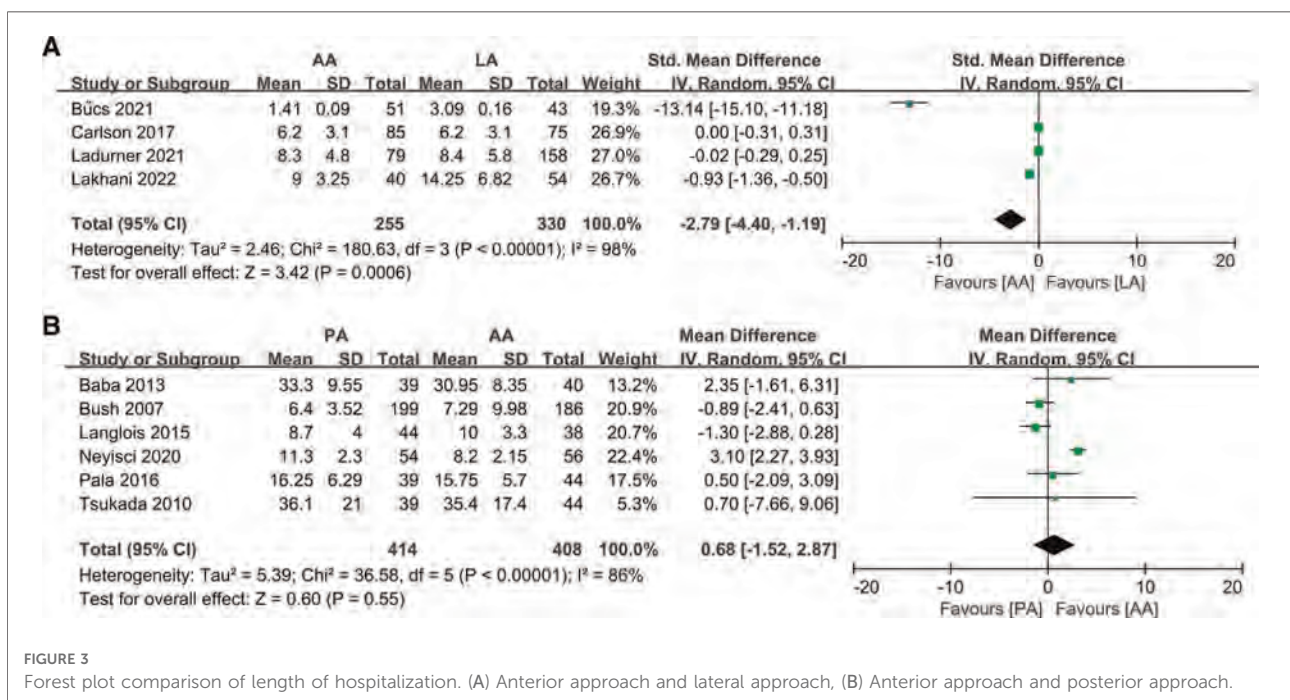 A
AA LA Std. Mean Difference Std. Mean Difference
Study or Subgroup Mean SD Total Mean SD Total Weight IV, Random, 95% CI IV, Random, 95% CI
Bűcs 2021 1.41 0.09 51 3.09 0.16 43 19.3% -13.14 [-15.10, -11.18]
Carlson 2017 6.2 3.1 85 6.2 3.1 75 26.9% 0.00 [-0.31, 0.31]
Ladurner 2021 8.3 4.8 79 8.4 5.8 158 27.0% -0.02 [-0.29, 0.25]
Lakhani 2022 9 3.25 40 14.25 6.82 54 26.7% -0.93 [-1.36, -0.50]
Total (95% CI) 255 330 100.0% -2.79 [-4.40, -1.19]
Heterogeneity: Tau² = 2.46; Chi² = 180.63, df = 3 (P < 0.00001); I² = 98%
Test for overall effect: Z = 3.42 (P = 0.0006)
-20 -10 0 10 20
Favours [AA] Favours [LA]
B
PA AA Mean Difference Mean Difference
Study or Subgroup Mean SD Total Mean SD Total Weight IV, Random, 95% CI IV, Random, 95% CI
Baba 2013 33.3 9.55 39 30.95 8.35 40 13.2% 2.35 [-1.61, 6.31]
Bush 2007 6.4 3.52 199 7.29 9.98 186 20.9% -0.89 [-2.41, 0.63]
Langlois 2015 8.7 4 44 10 3.3 38 20.7% -1.30 [-2.88, 0.28]
Neyisci 2020 11.3 2.3 54 8.2 2.15 56 22.4% 3.10 [2.27, 3.93]
Pala 2016 16.25 6.29 39 15.75 5.7 44 17.5% 0.50 [-2.09, 3.09]
Tsukada 2010 36.1 21 39 35.4 17.4 44 5.3% 0.70 [-7.66, 9.06]
Total (95% CI) 414 408 100.0% 0.68 [-1.52, 2.87]
Heterogeneity: Tau² = 5.39; Chi² = 36.58, df = 5 (P < 0.00001); I² = 86%
Test for overall effect: Z = 0.60 (P = 0.55)
-20 -10 0 10 20
Favours [PA] Favours [AA]
FIGURE 3
Forest plot comparison of length of hospitalization. (A) Anterior approach and lateral approach, (B) Anterior approach and posterior approach.